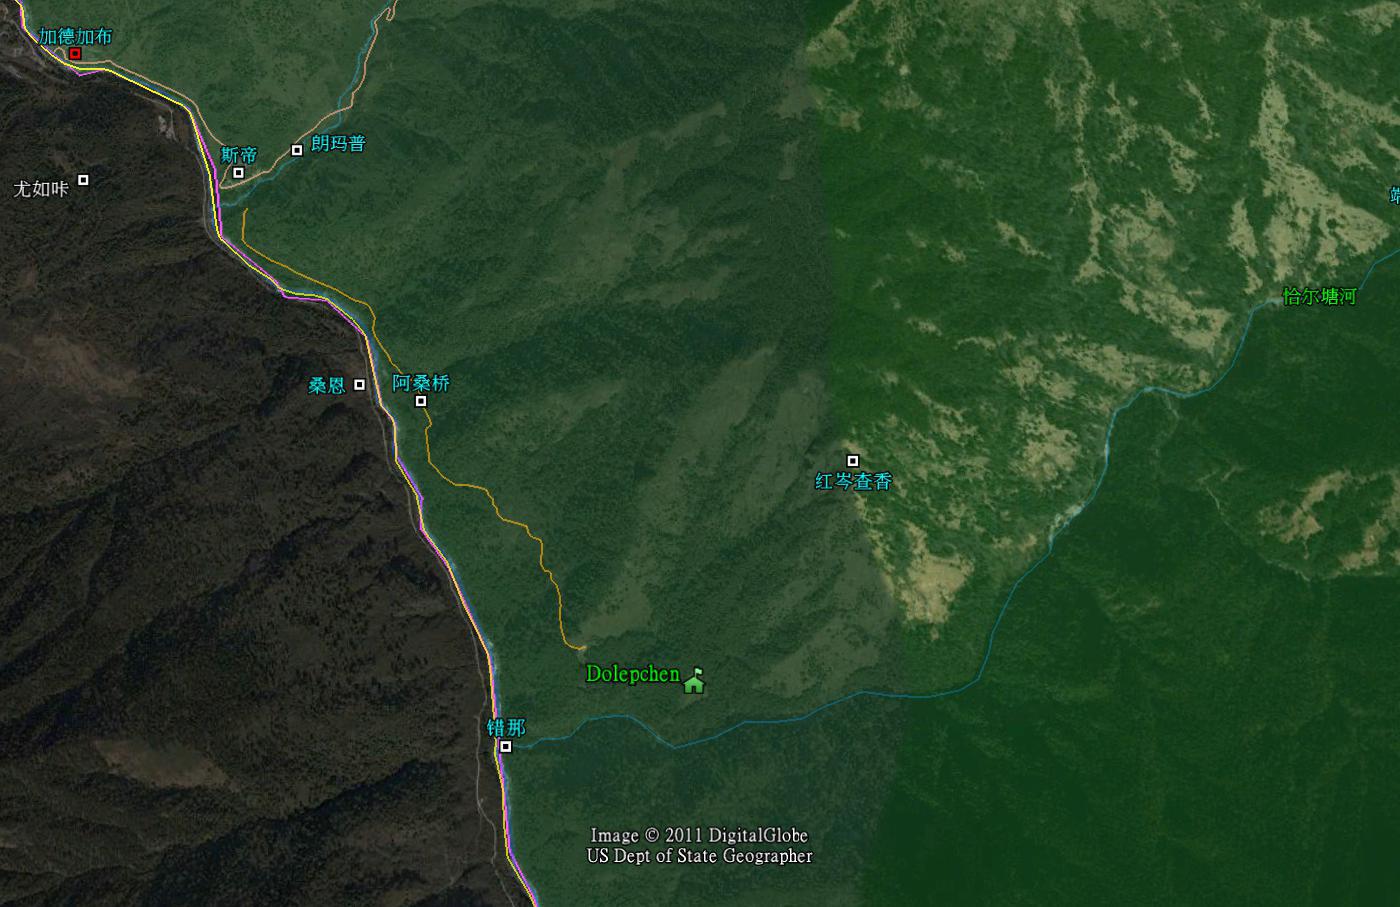 加德加布
斯帝
朗玛普
尤如咔
恰尔塘河
桑恩
阿桑桥
红岑查香
Dolepchen
错那
Image © 2011 DigitalGlobe
US Dept of State Geographer